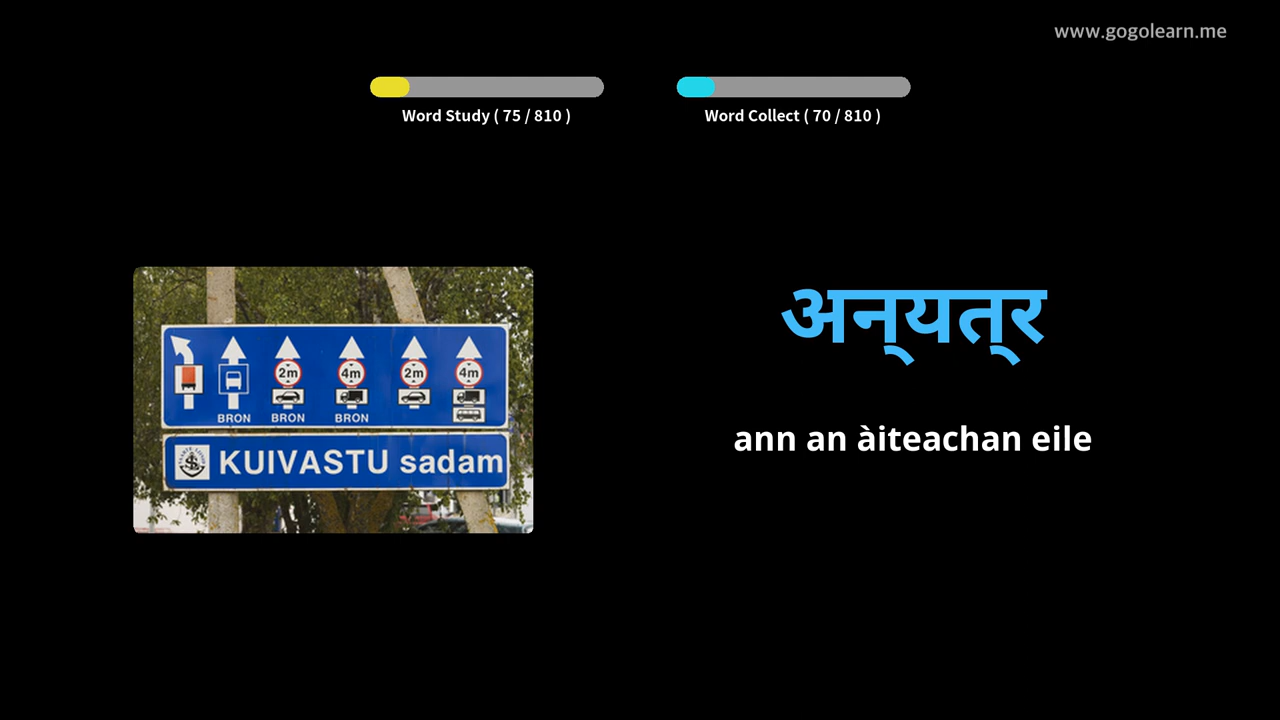 www.gogolearn.me
Word Study ( 75 / 810 )
Word Collect ( 70 / 810 )
अन्‌यत्‌र
ann an àiteachan eile
2m 4m 2m 4m
BRON BRON BRON
KUIVASTU sadam